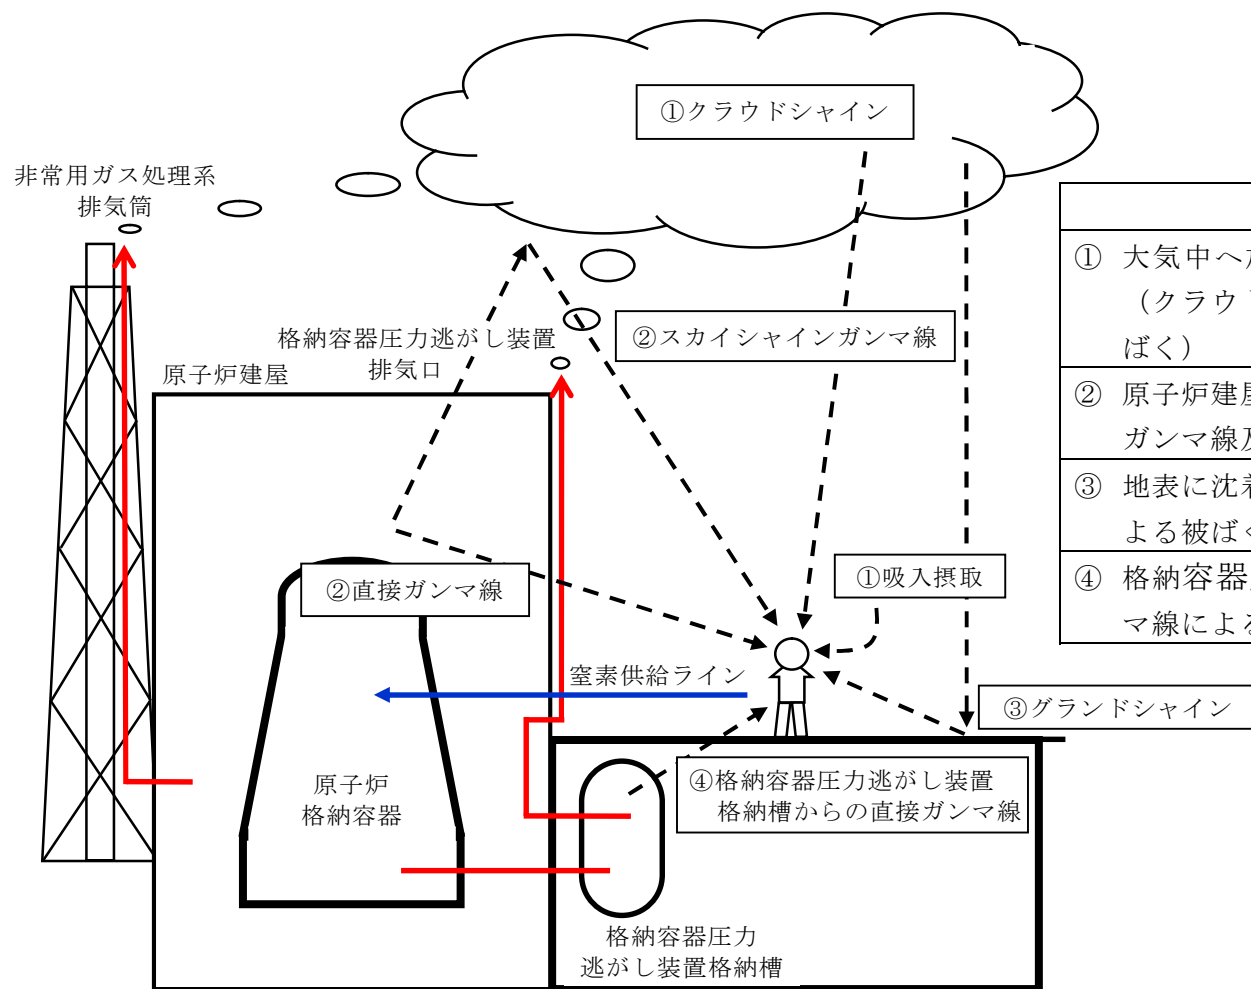 ①クラウドシャイン
非常用ガス処理系
排気筒
②スカイシャインガンマ線
格納容器圧力逃がし装置
排気口
原子炉建屋
②直接ガンマ線
①吸入摂取
窒素供給ライン
③グランドシャイン
原子炉
格納容器
④格納容器圧力逃がし装置
格納槽からの直接ガンマ線
格納容器圧力
逃がし装置格納槽
① 大気中へ
（クラウ
ばく）
② 原子炉建
ガンマ線
③ 地表に沈
よる被ば
④ 格納容器
マ線によ